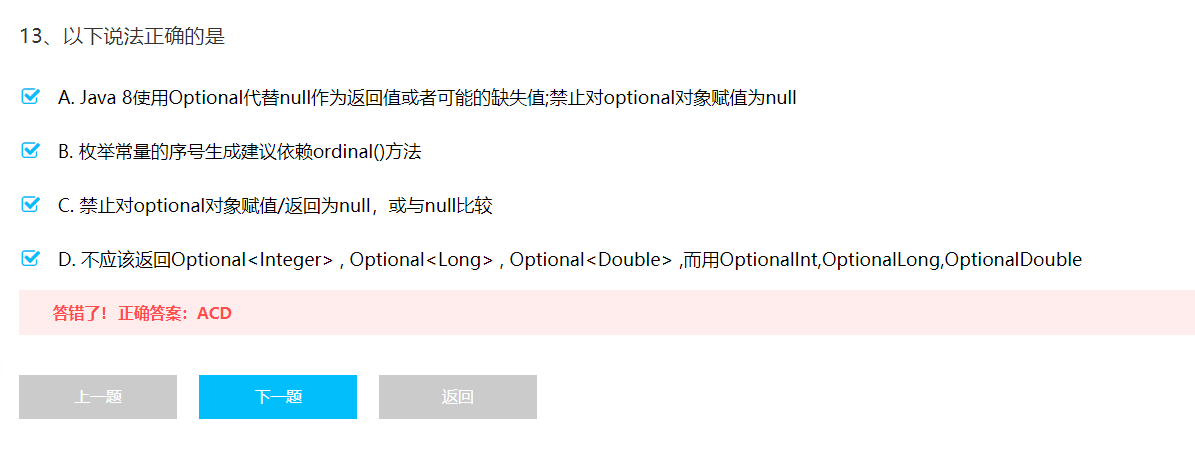 13、以下说法正确的是
A. Java 8使用Optional代替null作为返回值或者可能的缺失值;禁止对optional对象赋值为null
B. 枚举常量的序号生成建议依赖ordinal()方法
C. 禁止对optional对象赋值/返回为null，或与null比较
D. 不应该返回Optional<Integer> , Optional<Long> , Optional<Double> ,而用OptionalInt,OptionalLong,OptionalDouble
答错了！正确答案：ACD
上一题 下一题 返回